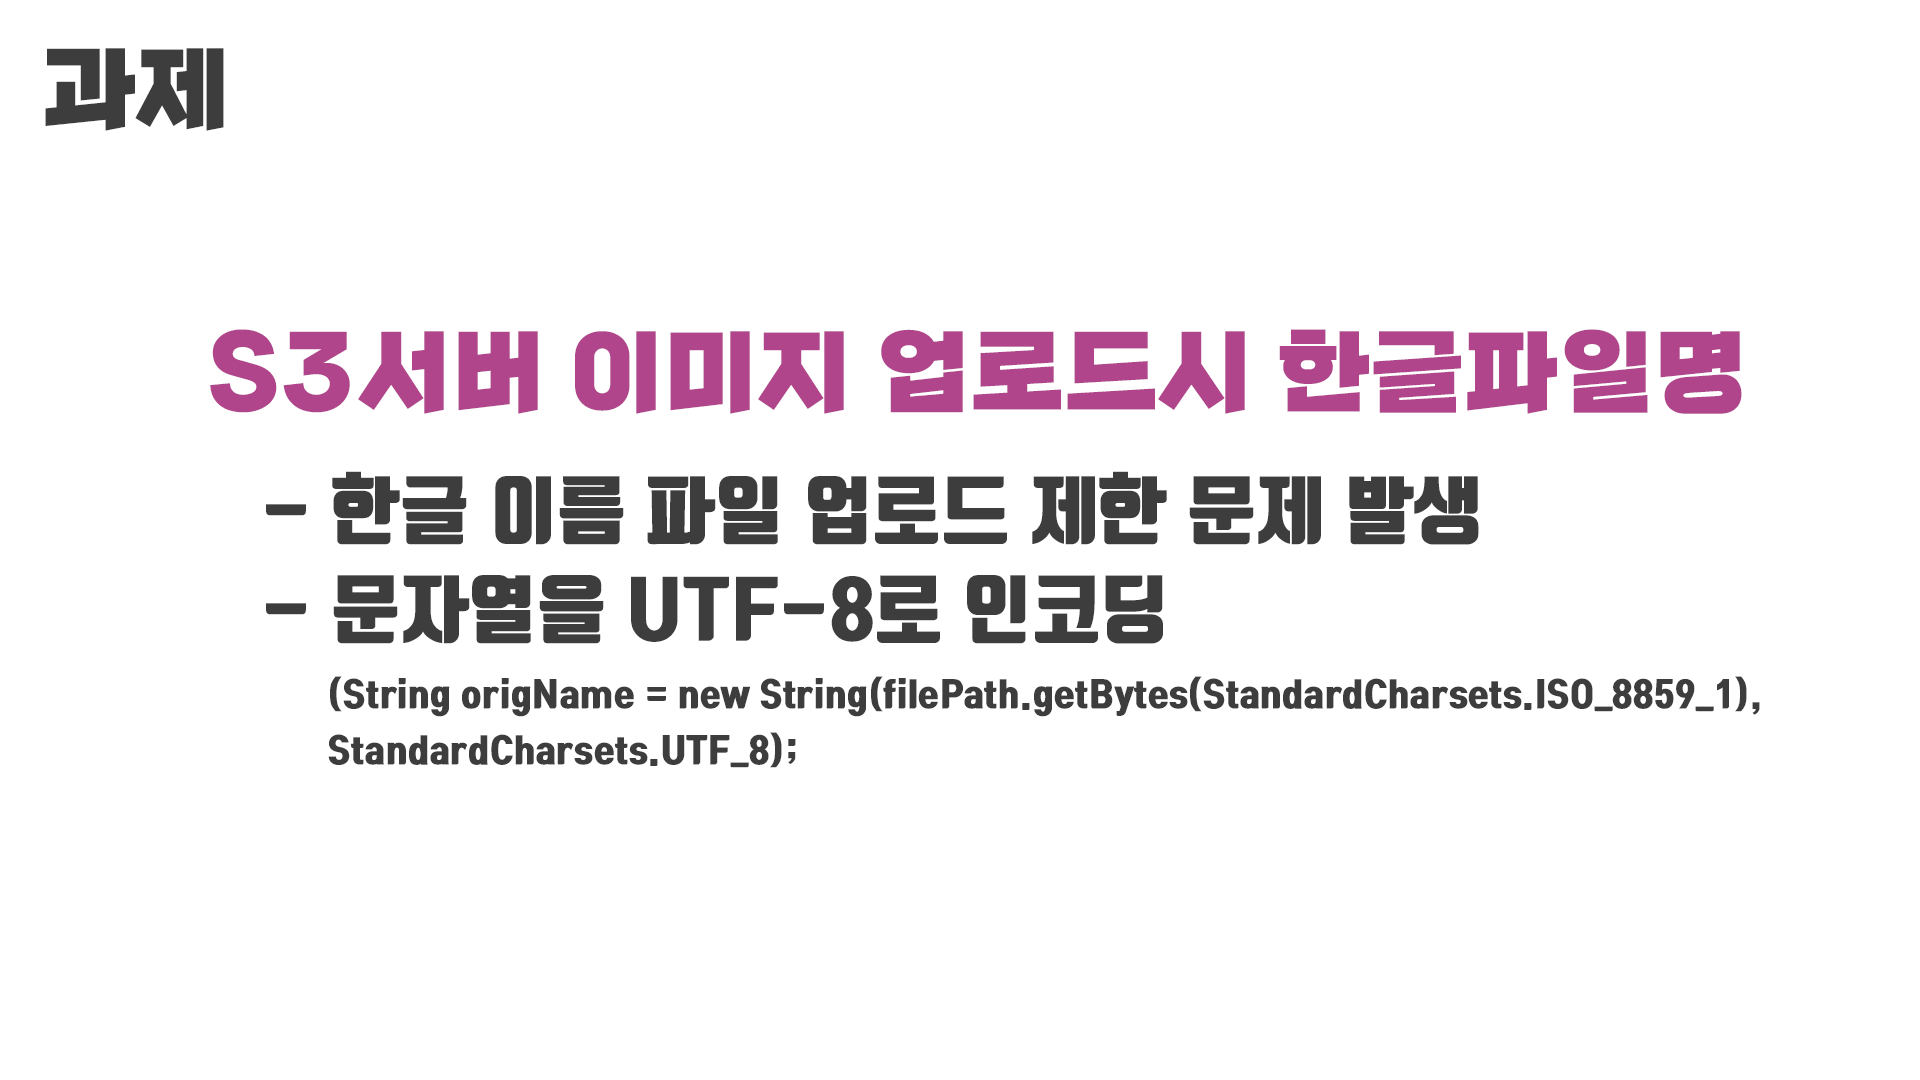 과제
S3서버 이미지 업로드시 한글파일명
- 한글 이름 파일 업로드 제한 문제 발생
- 문자열을 UTF-8로 인코딩
(String origName = new String(filePath.getBytes(StandardCharsets.ISO_8859_1),
StandardCharsets.UTF_8);